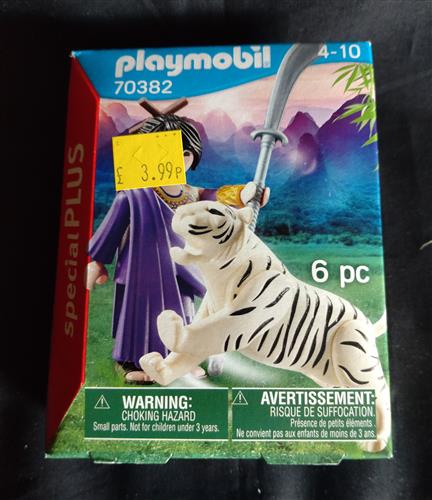 playmobil
4-10
70382
specialPLUS
£ 3.99P
6 pc
WARNING:
CHOKING HAZARD
Small parts. Not for children under 3 years.
AVERTISSEMENT:
RISQUE DE SUFFOCATION.
Présence de petits éléments.
Ne convient pas aux enfants de moins de 3 ans.